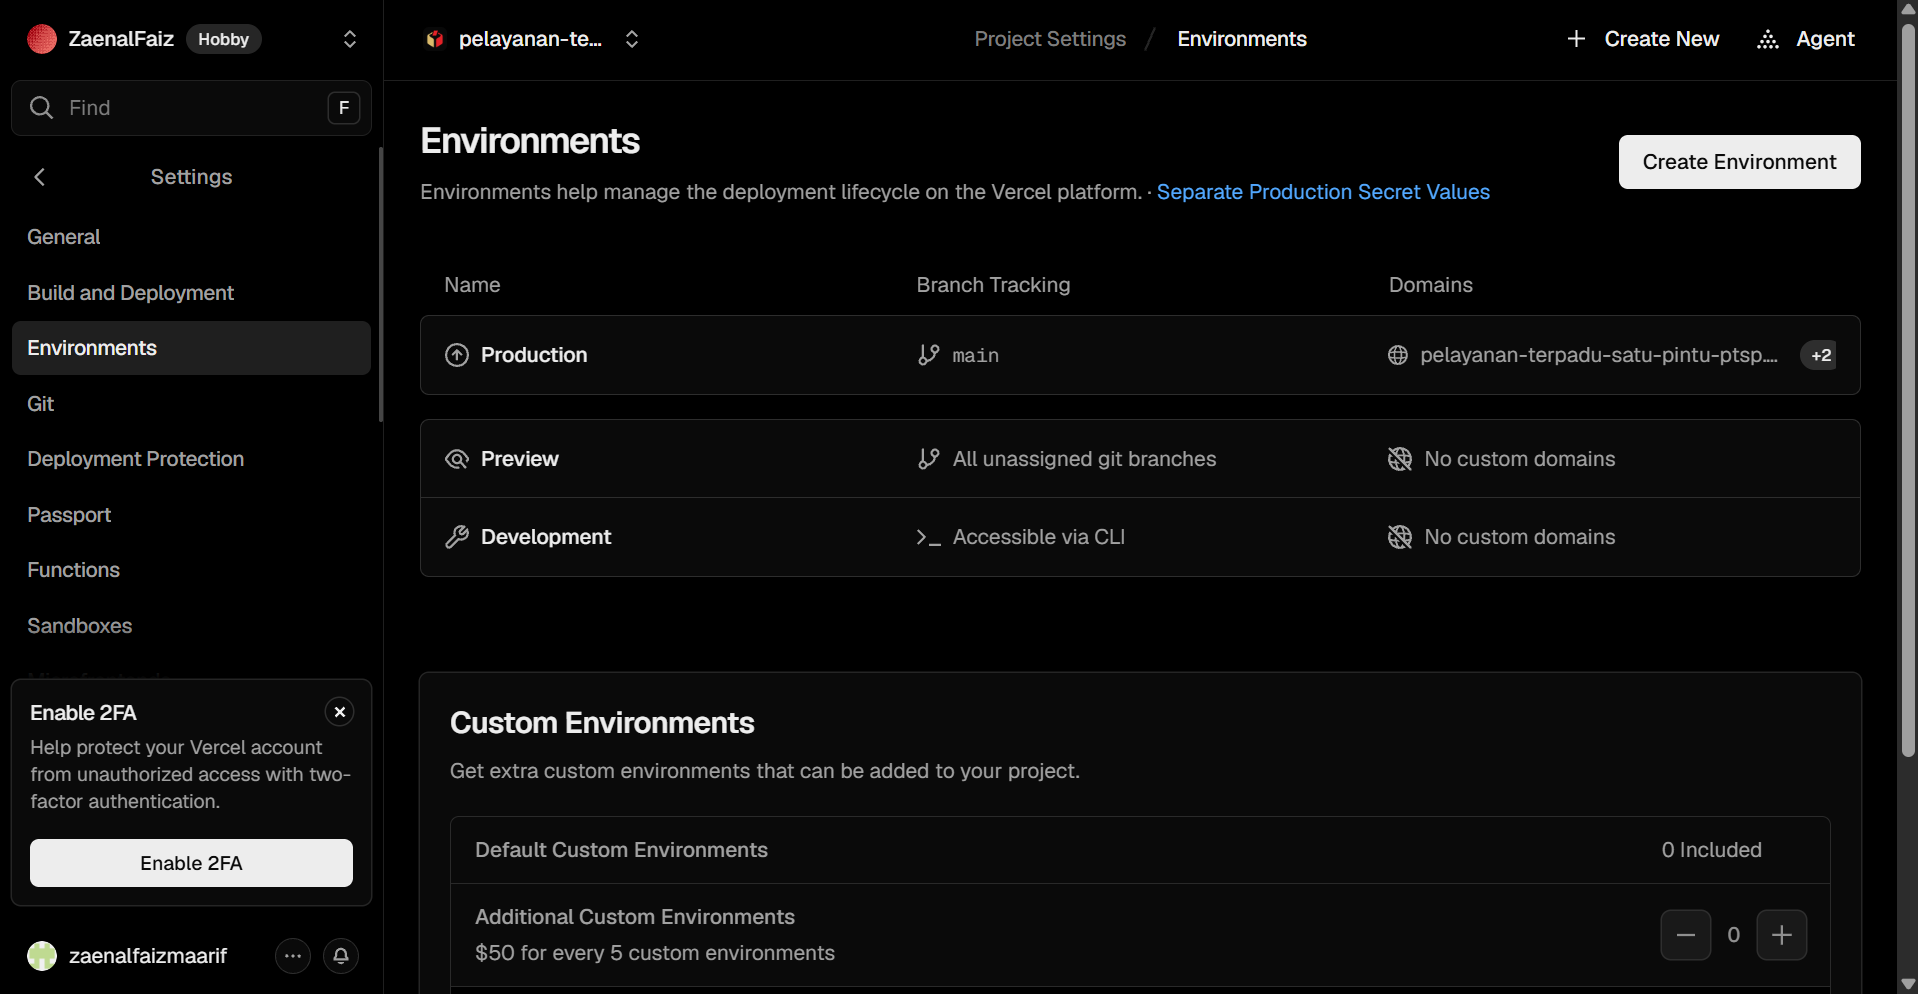 ZaenalFaiz Hobby
Find F
Settings
General
Build and Deployment
Environments
Git
Deployment Protection
Passport
Functions
Sandboxes
Enable 2FA
Help protect your Vercel account
from unauthorized access with two-
factor authentication.
Enable 2FA
zaenalfaizmaarif
pelayanan-te...
Project Settings / Environments
Create New
Agent
Environments
Environments help manage the deployment lifecycle on the Vercel platform. · Separate Production Secret Values
Create Environment
Name Branch Tracking Domains
Production main pelayanan-terpadu-satu-pintu-ptsp.... +2
Preview All unassigned git branches No custom domains
Development Accessible via CLI No custom domains
Custom Environments
Get extra custom environments that can be added to your project.
Default Custom Environments 0 Included
Additional Custom Environments
$50 for every 5 custom environments
0